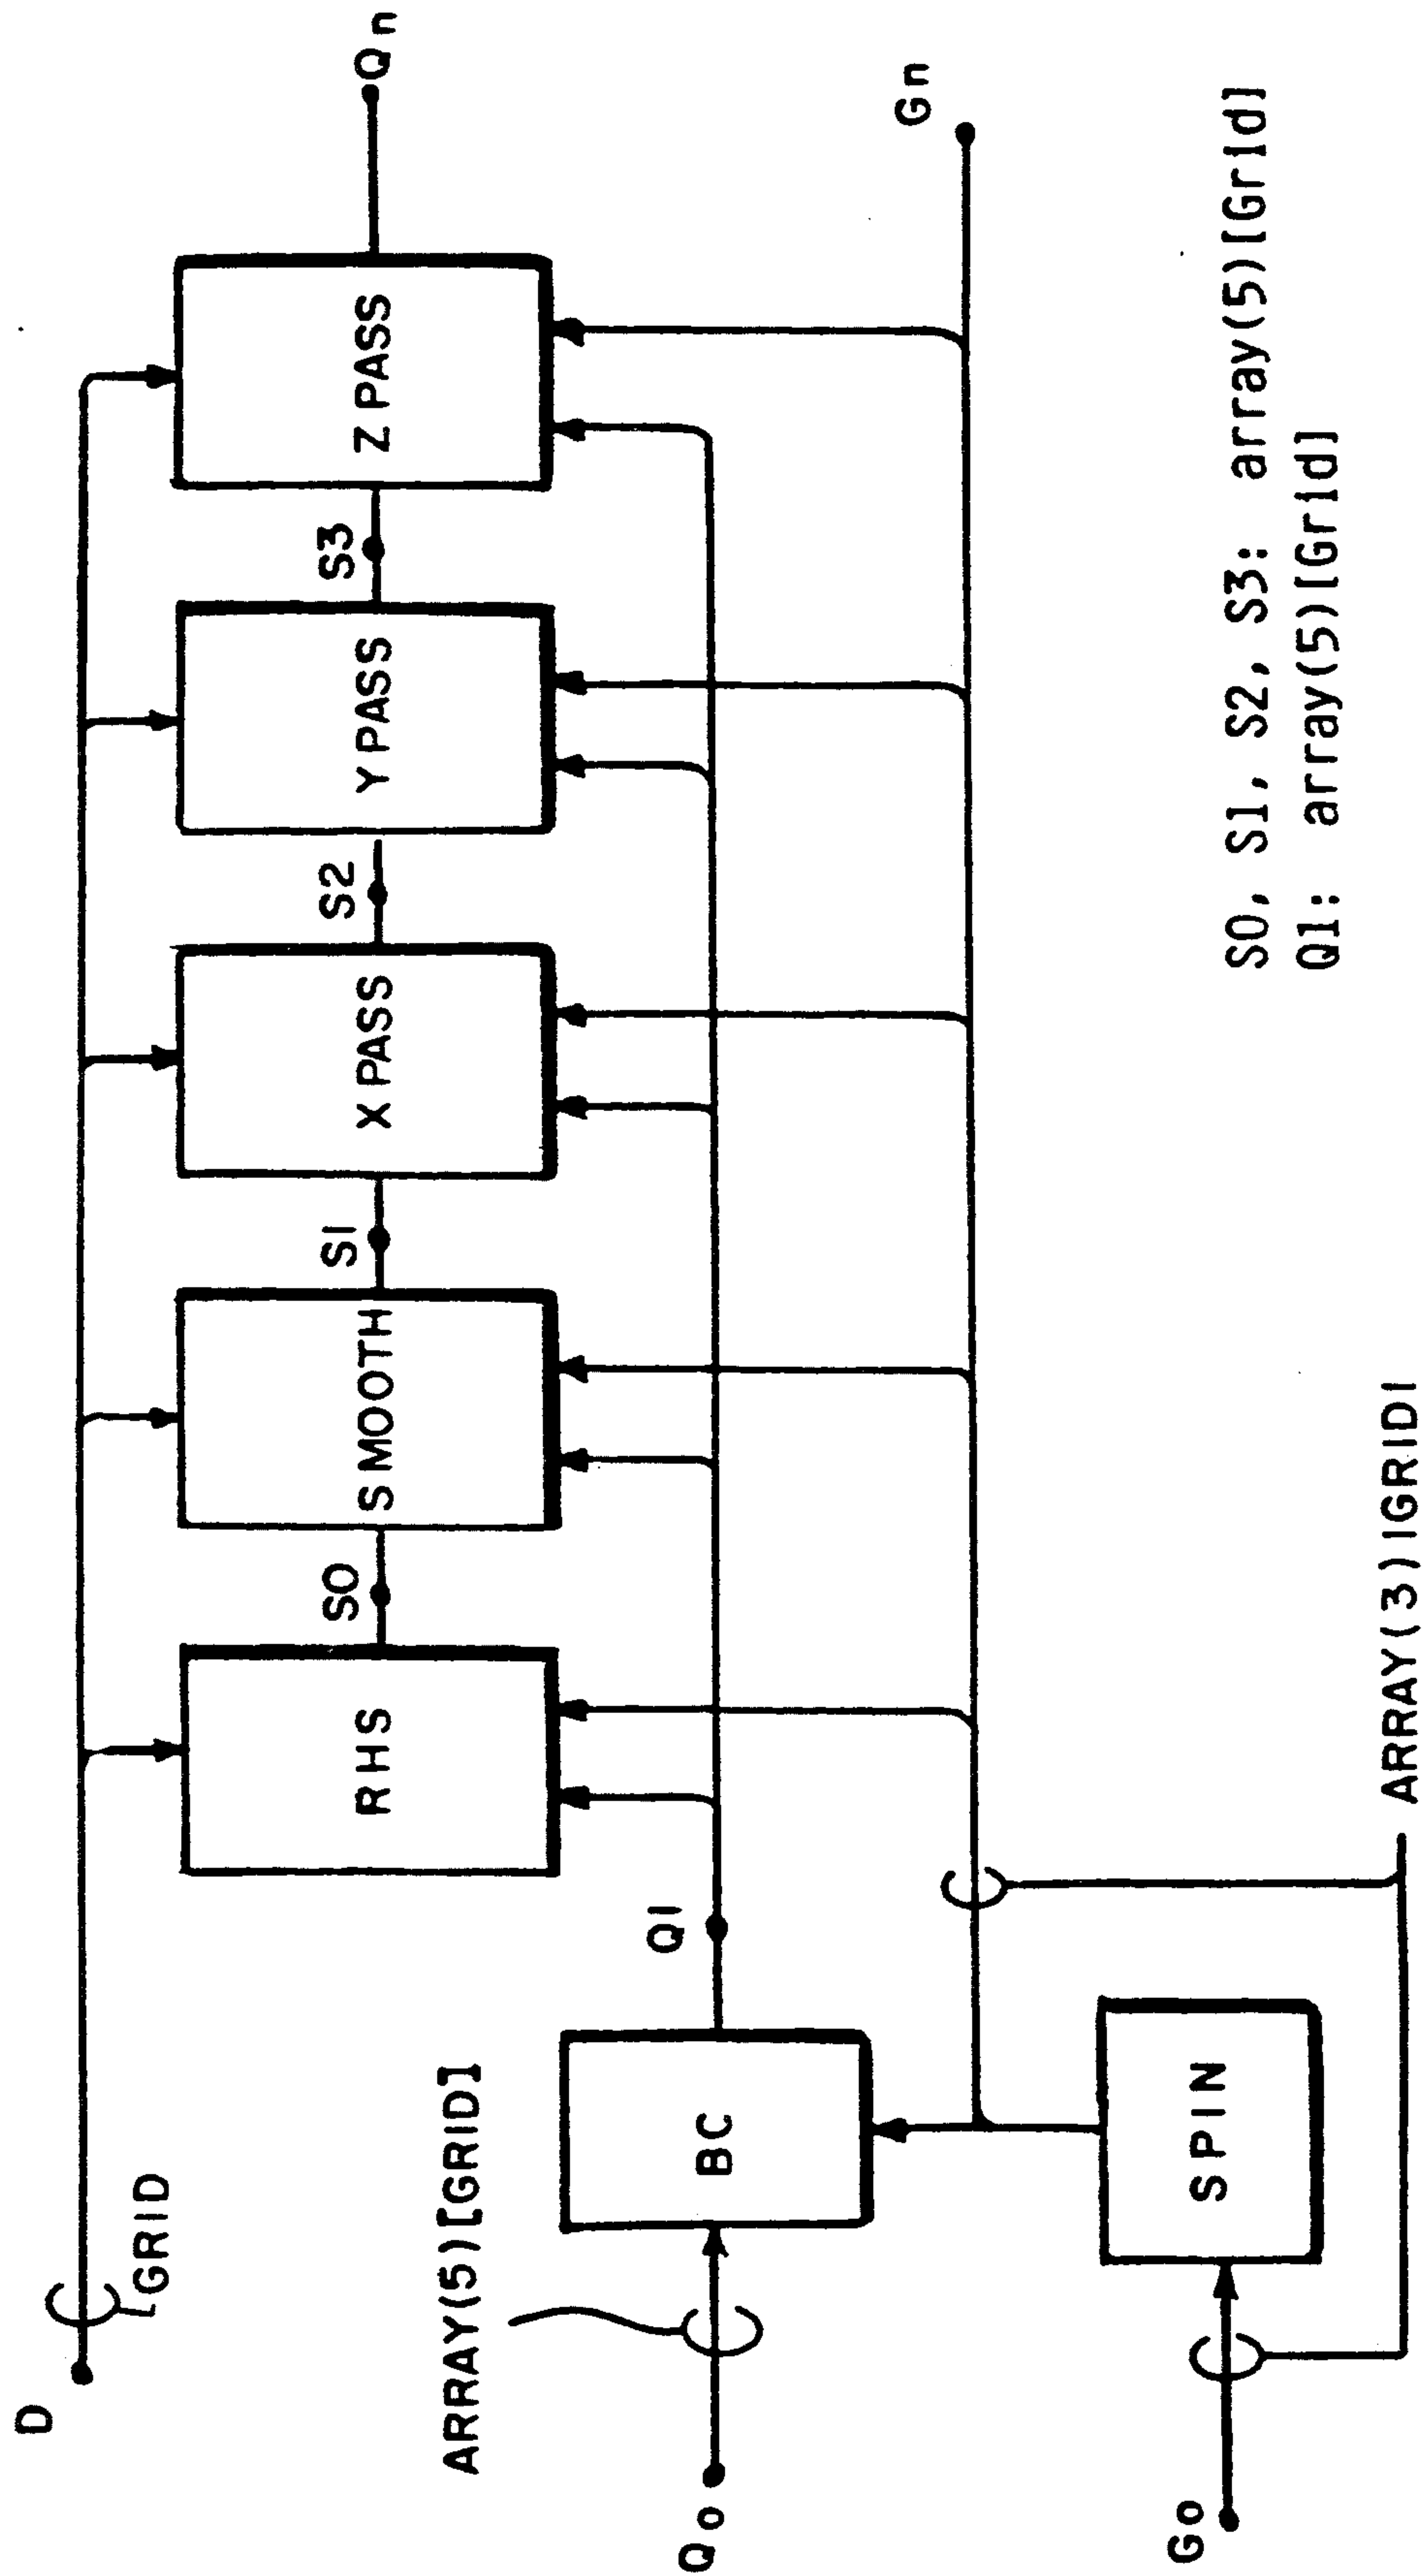 D
GRID
RHS
S0
SMOOTH
S1
X PASS
S2
Y PASS
S3
Z PASS
Qn
ARRAY(5)[GRID]
Qo
BC
Q1
Gn
Go
SPIN
ARRAY(3)[GRID]
S0, S1, S2, S3: array(5)[Grid]
Q1: array(5)[Grid]